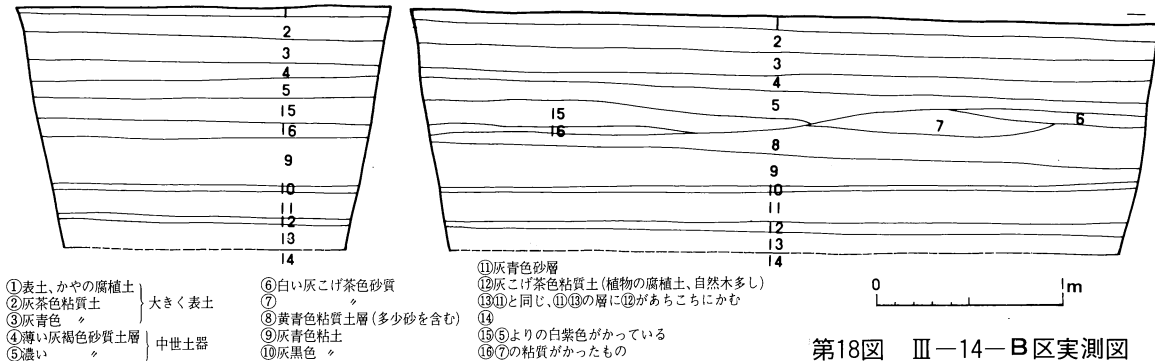 1
2
3
4
5
15
16
9
10
11
12
13
14
1
2
3
4
5
15
16
6
7
8
9
10
11
12
13
14
①表土、かやの腐植土
②灰茶色粘質土
③灰青色 〃
大きく表土
④薄い灰褐色砂質土層
⑤濃い 〃
中世土器
⑥白い灰こげ茶色砂質
⑦ 〃
⑧黄青色粘質土層(多少砂を含む)
⑨灰青色粘土
⑩灰黒色 〃
⑪灰青色砂層
⑫灰こげ茶色粘質土(植物の腐植土、自然木多し)
⑬⑪と同じ、⑪⑬の層に⑫があちこちにかむ
⑭
⑮⑤よりの白紫色がかっている
⑯⑦の粘質がかったもの
0 1m
第18図 Ⅲ-14-B区実測図